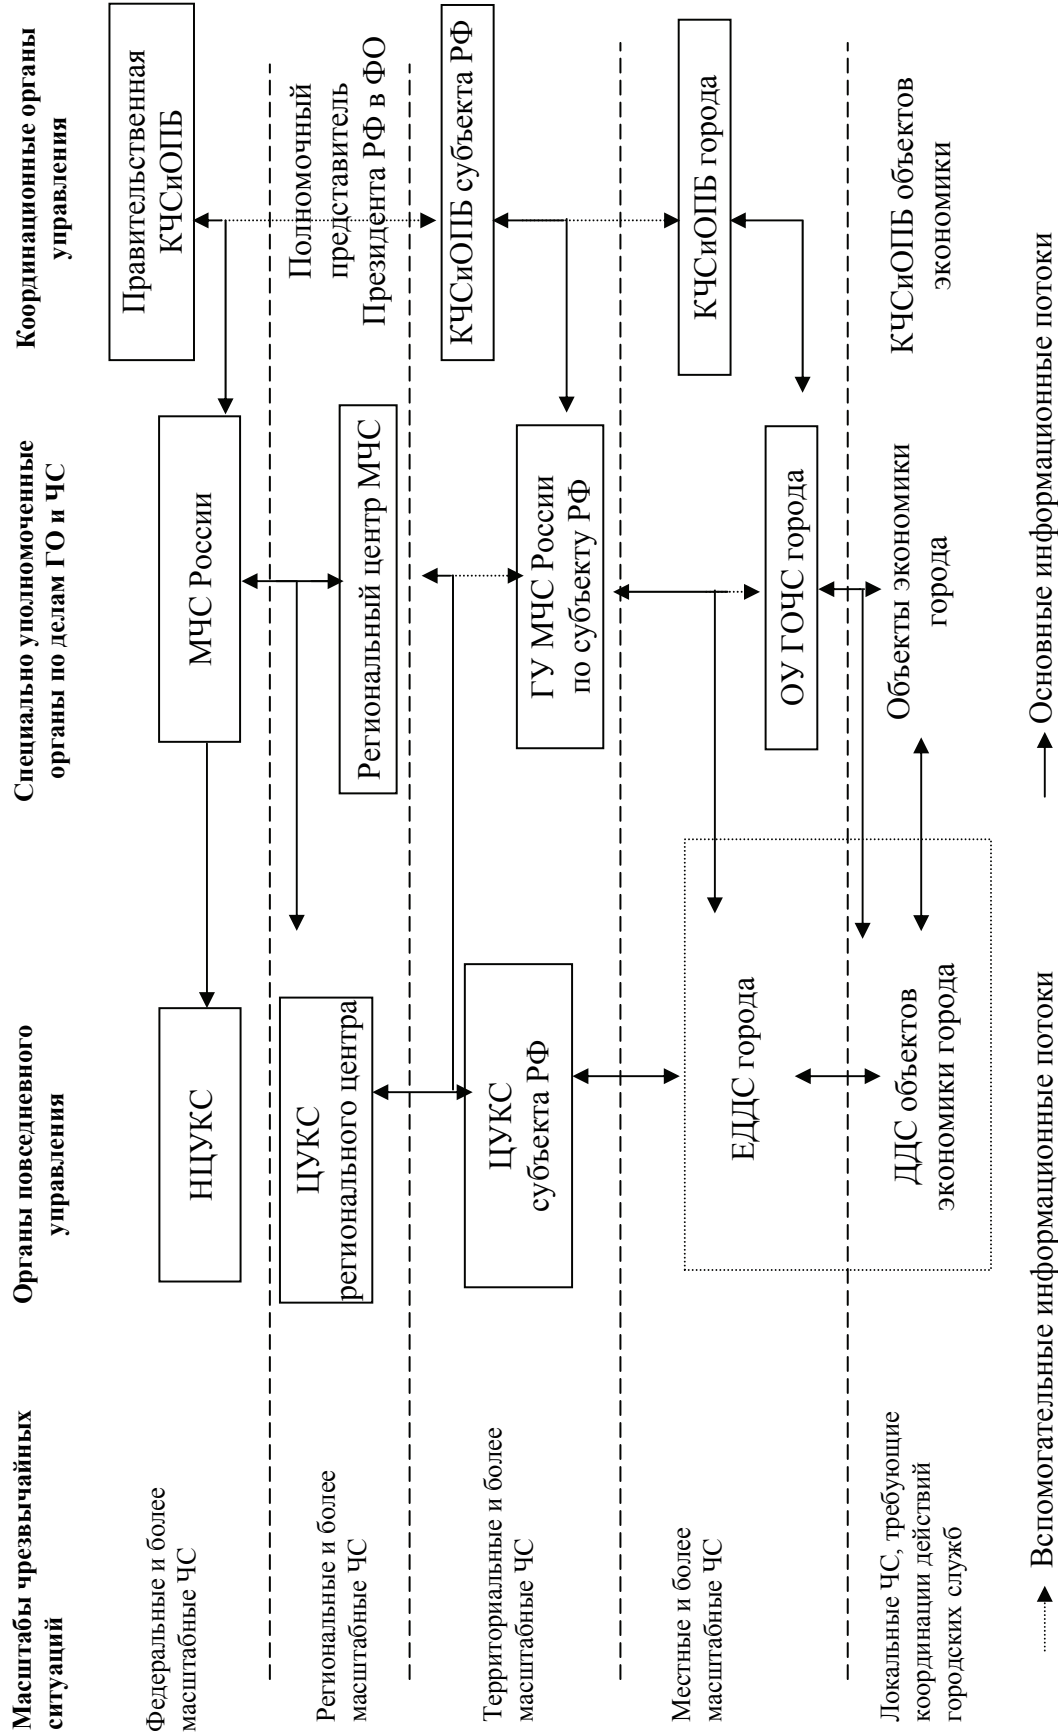 Масштабы чрезвычайных
ситуаций
Органы повседневного
управления
Специально уполномоченные
органы по делам ГО и ЧС
Координационные органы
управления
Федеральные и более
масштабные ЧС
НЦУКС
МЧС России
Правительственная
КЧСиОПБ
Региональные и более
масштабные ЧС
ЦУКС
регионального центра
Региональный центр МЧС
Полномочный
представитель
Президента РФ в ФО
Территориальные и более
масштабные ЧС
ЦУКС
субъекта РФ
ГУ МЧС России
по субъекту РФ
КЧСиОПБ субъекта РФ
Местные и более
масштабные ЧС
ЕДДС города
ОУ ГОЧС города
КЧСиОПБ города
Локальные ЧС, требующие
координации действий
городских служб
ДДС объектов
экономики города
Объекты экономики
города
КЧСиОПБ объектов
экономики
Вспомогательные информационные потоки
Основные информационные потоки